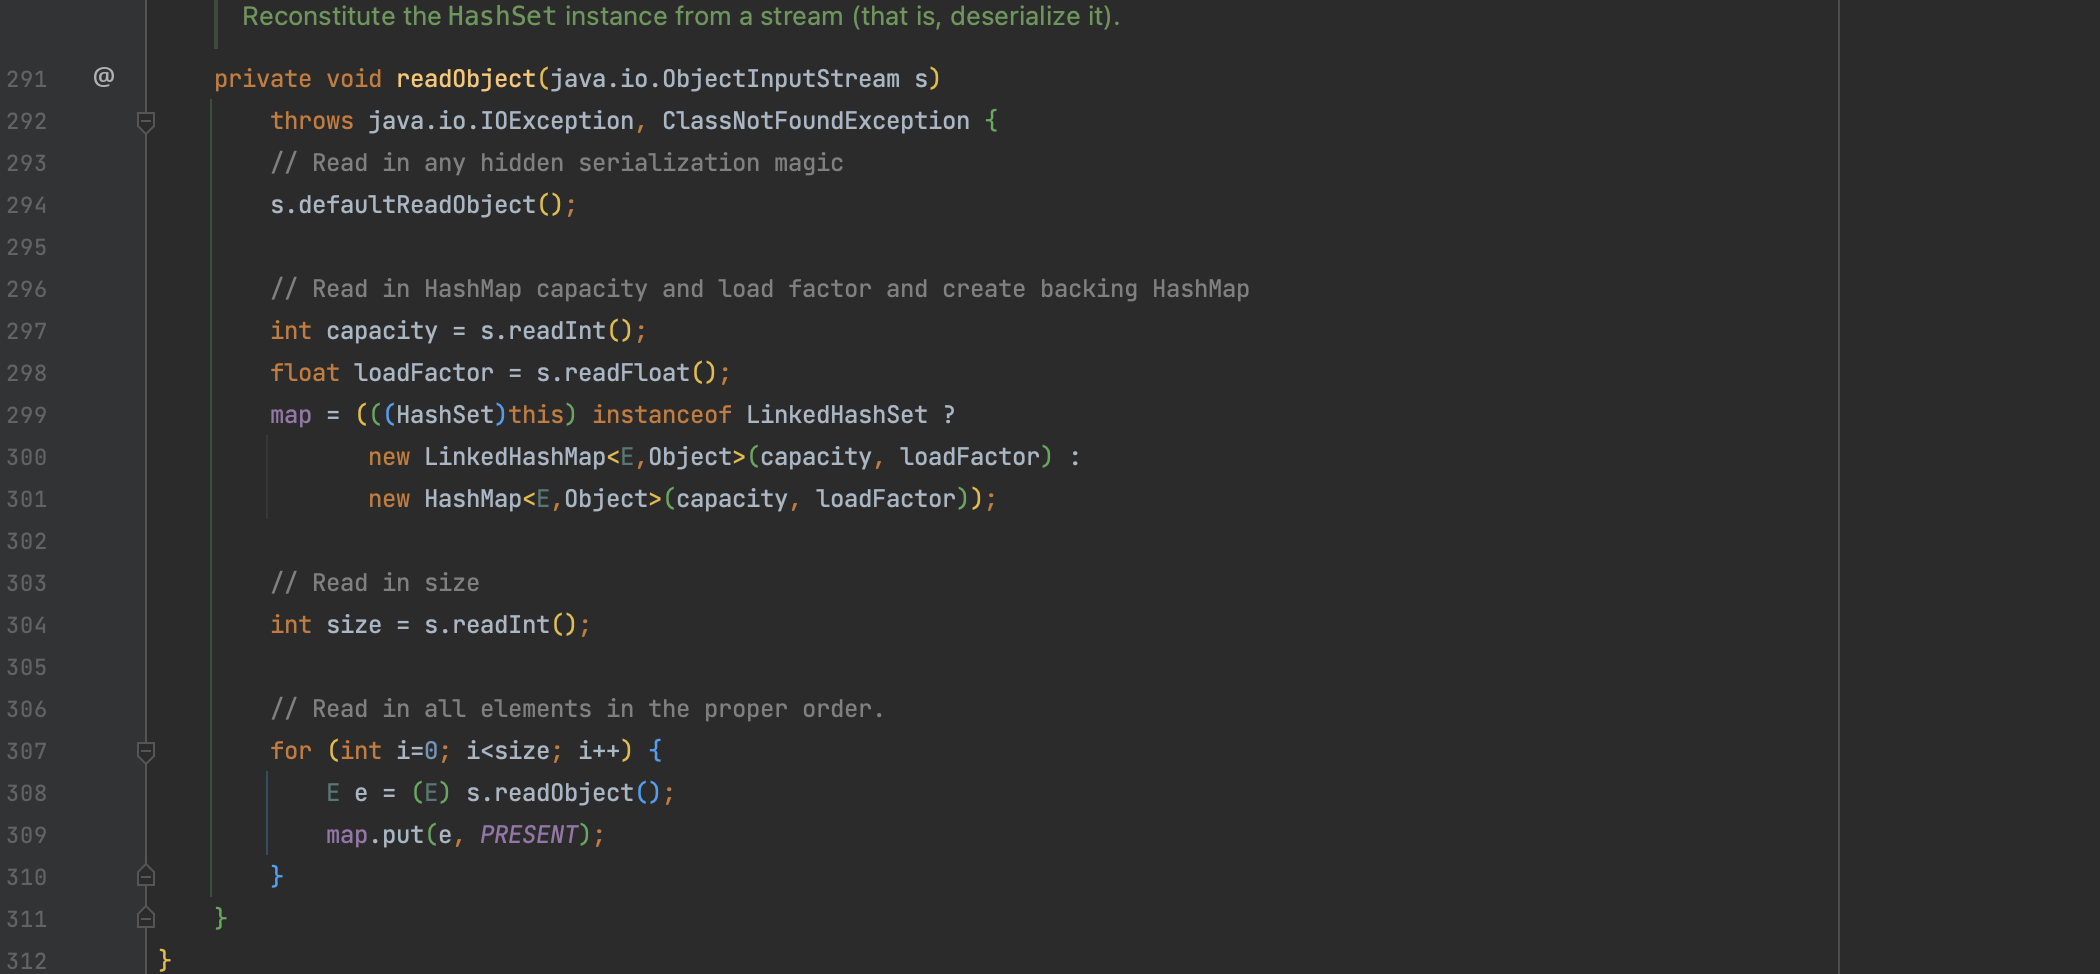 Reconstitute the HashSet instance from a stream (that is, deserialize it).
291 @ private void readObject(java.io.ObjectInputStream s)
292 throws java.io.IOException, ClassNotFoundException {
293 // Read in any hidden serialization magic
294 s.defaultReadObject();
295
296 // Read in HashMap capacity and load factor and create backing HashMap
297 int capacity = s.readInt();
298 float loadFactor = s.readFloat();
299 map = (((HashSet)this) instanceof LinkedHashSet ?
300 new LinkedHashMap<E,Object>(capacity, loadFactor) :
301 new HashMap<E,Object>(capacity, loadFactor));
302
303 // Read in size
304 int size = s.readInt();
305
306 // Read in all elements in the proper order.
307 for (int i=0; i<size; i++) {
308 E e = (E) s.readObject();
309 map.put(e, PRESENT);
310 }
311 }
312 }